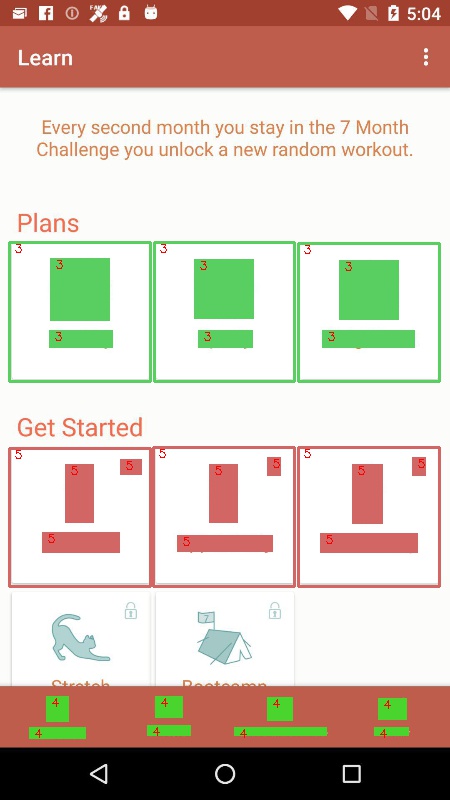 FAKE
5:04
Learn
Every second month you stay in the 7 Month
Challenge you unlock a new random workout.
Plans
3 3 3
3 3 3
3 3 3
Get Started
5 5 5
5 5 5 5 5 5
5 5 5
7
Stretch Bootcamp
4 4 4 4
4 4 4 4